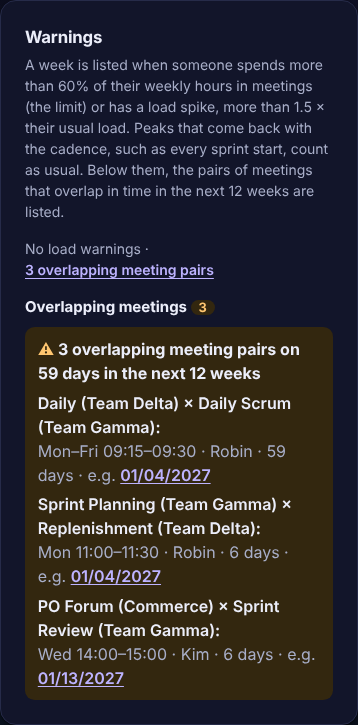 Warnings
A week is listed when someone spends more
than 60% of their weekly hours in meetings
(the limit) or has a load spike, more than 1.5 ×
their usual load. Peaks that come back with
the cadence, such as every sprint start, count
as usual. Below them, the pairs of meetings
that overlap in time in the next 12 weeks are
listed.
No load warnings ·
3 overlapping meeting pairs
Overlapping meetings 3
⚠ 3 overlapping meeting pairs on
59 days in the next 12 weeks
Daily (Team Delta) × Daily Scrum
(Team Gamma):
Mon–Fri 09:15–09:30 · Robin · 59
days · e.g. 01/04/2027
Sprint Planning (Team Gamma) ×
Replenishment (Team Delta):
Mon 11:00–11:30 · Robin · 6 days ·
e.g. 01/04/2027
PO Forum (Commerce) × Sprint
Review (Team Gamma):
Wed 14:00–15:00 · Kim · 6 days · e.g.
01/13/2027